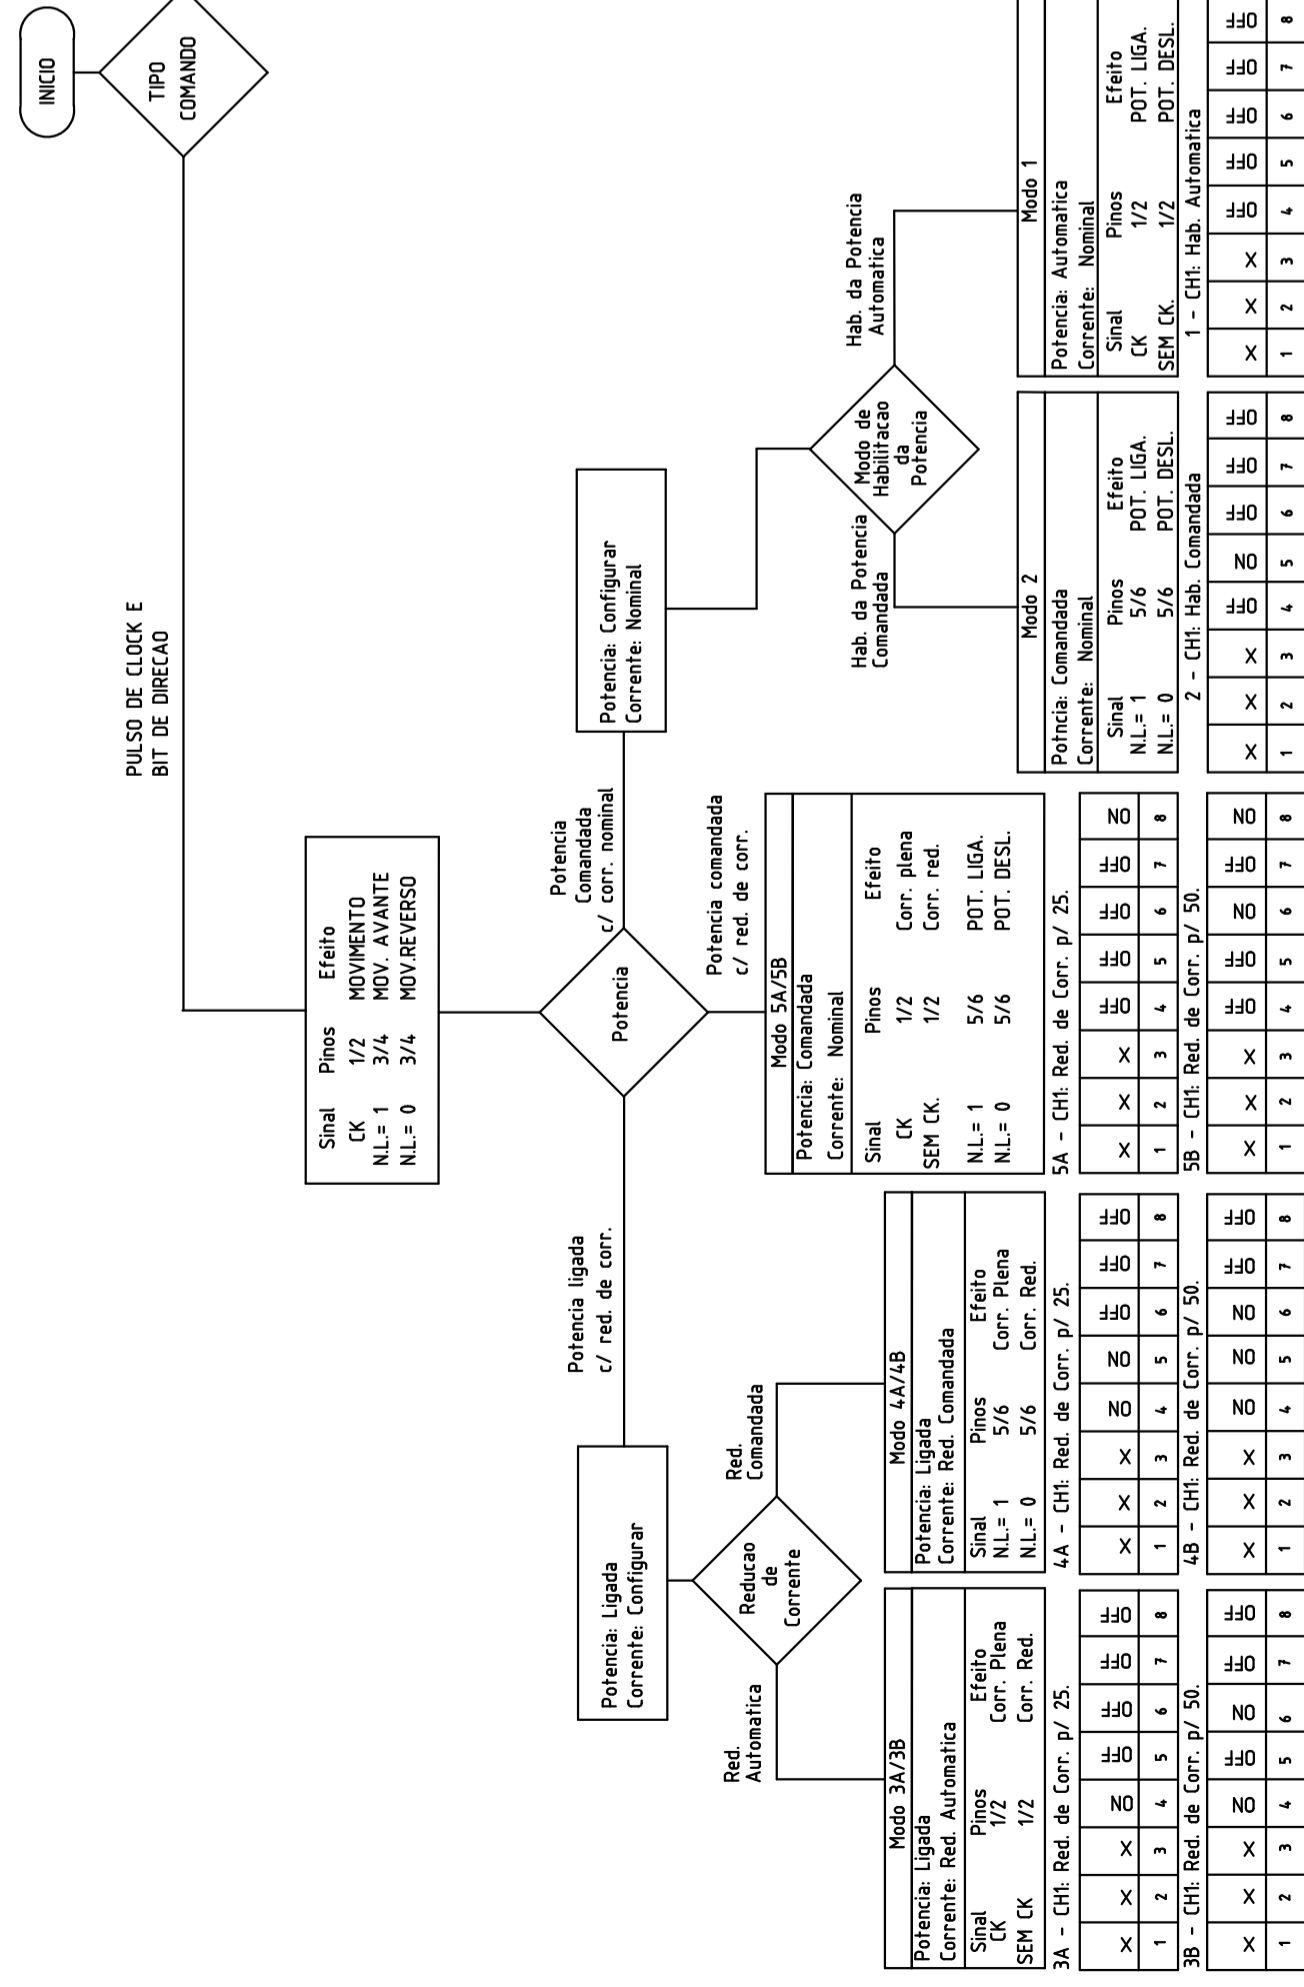 INICIO
TIPO
COMANDO
PULSO DE CLOCK E
BIT DE DIRECAO
Sinal Pinos Efeito
CK 1/2 MOVIMENTO
N.L.= 1 3/4 MOV. AVANTE
N.L.= 0 3/4 MOV.REVERSO
Potencia
Potencia ligada
c/ red. de corr.
Potencia
Comandada
c/ corr. nominal
Potencia comandada
c/ red. de corr.
Potencia: Ligada
Corrente: Configurar
Potencia: Configurar
Corrente: Nominal
Reducao
de
Corrente
Red.
Automatica
Red.
Comandada
Modo de
Habilitacao
da
Potencia
Hab. da Potencia
Comandada
Hab. da Potencia
Automatica
Modo 3A/3B
Potencia: Ligada
Corrente: Red. Automatica
Sinal Pinos Efeito
CK 1/2 Corr. Plena
SEM CK 1/2 Corr. Red.
3A - CH1: Red. de Corr. p/ 25.
X X X ON OFF OFF OFF OFF
1 2 3 4 5 6 7 8
3B - CH1: Red. de Corr. p/ 50.
X X X ON OFF ON OFF OFF
1 2 3 4 5 6 7 8
Modo 4A/4B
Potencia: Ligada
Corrente: Red. Comandada
Sinal Pinos Efeito
N.L.= 1 5/6 Corr. Plena
N.L.= 0 5/6 Corr. Red.
4A - CH1: Red. de Corr. p/ 25.
X X X ON ON OFF OFF OFF
1 2 3 4 5 6 7 8
4B - CH1: Red. de Corr. p/ 50.
X X X ON ON ON OFF OFF
1 2 3 4 5 6 7 8
Modo 5A/5B
Potencia: Comandada
Corrente: Nominal
Sinal Pinos Efeito
CK 1/2 Corr. plena
SEM CK. 1/2 Corr. red.
N.L.= 1 5/6 POT. LIGA.
N.L.= 0 5/6 POT. DESL.
5A - CH1: Red. de Corr. p/ 25.
X X X OFF OFF OFF OFF ON
1 2 3 4 5 6 7 8
5B - CH1: Red. de Corr. p/ 50.
X X X OFF OFF ON OFF ON
1 2 3 4 5 6 7 8
Modo 2
Potncia: Comandada
Corrente: Nominal
Sinal Pinos Efeito
N.L.= 1 5/6 POT. LIGA.
N.L.= 0 5/6 POT. DESL.
2 - CH1: Hab. Comandada
X X X OFF ON OFF OFF OFF
1 2 3 4 5 6 7 8
Modo 1
Potencia: Automatica
Corrente: Nominal
Sinal Pinos Efeito
CK 1/2 POT. LIGA.
SEM CK. 1/2 POT. DESL.
1 - CH1: Hab. Automatica
X X X OFF OFF OFF OFF OFF
1 2 3 4 5 6 7 8